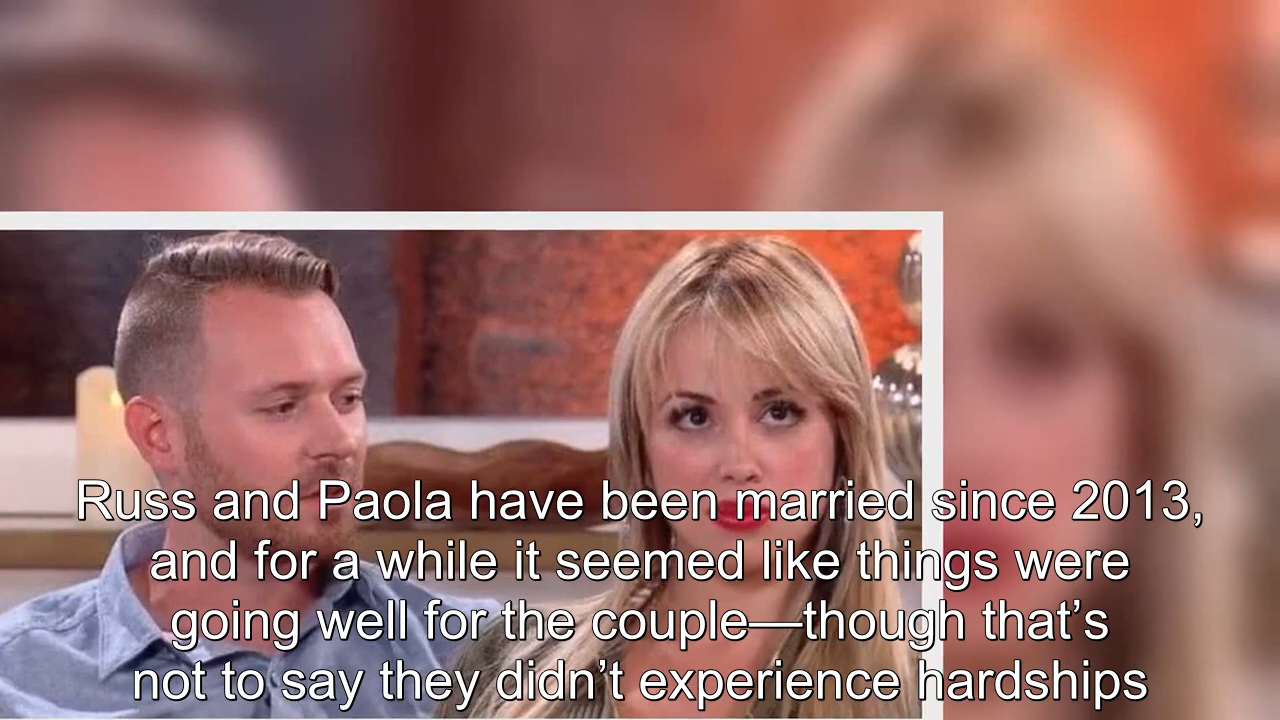 Russ and Paola have been married since 2013,
and for a while it seemed like things were
going well for the couple—though that’s
not to say they didn’t experience hardships